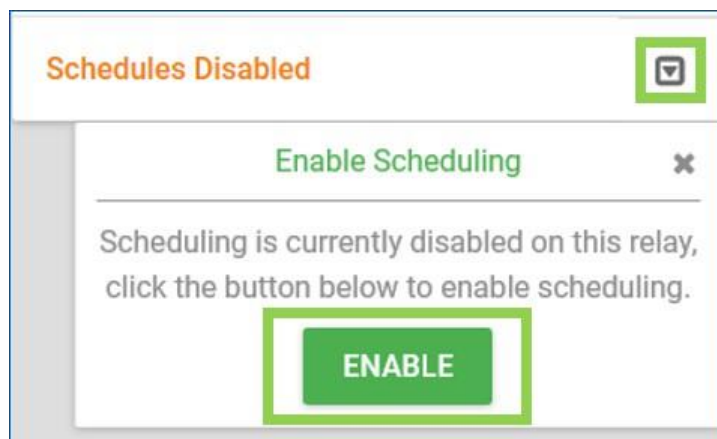 Schedules Disabled
Enable Scheduling
Scheduling is currently disabled on this relay,
click the button below to enable scheduling.
ENABLE